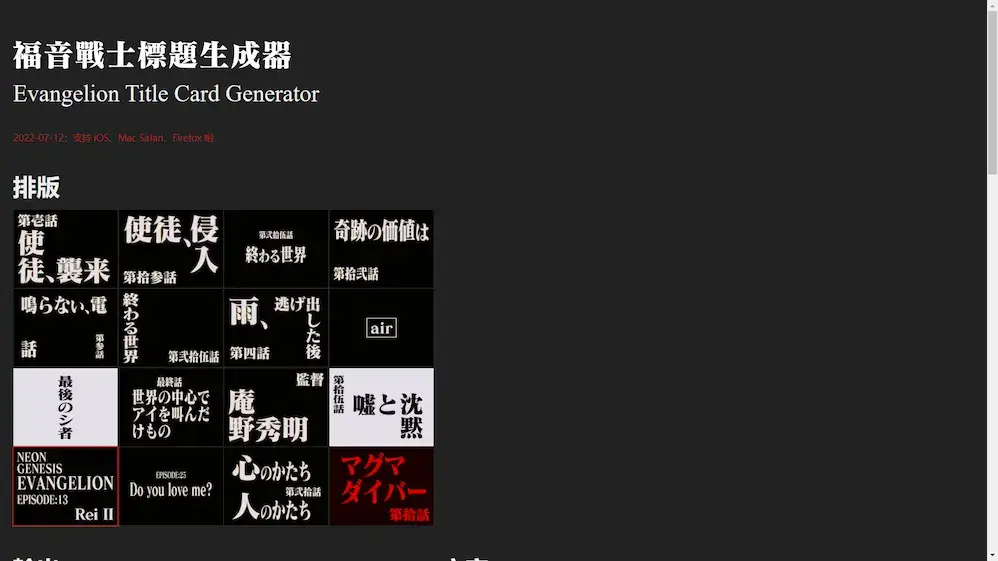 福音戰士標題生成器
Evangelion Title Card Generator
2022-07-12：支持 iOS、Mac Safari、Firefox 啦
排版
第壱話
使
徒、襲来
使徒、侵
入
第拾参話
第弐拾伍話
終わる世界
奇跡の価値は
第拾弐話
鳴らない、電
話
第参話
終わる世界
第弐拾伍話
雨、
逃げ出
した後
第四話
air
最後のシ者
最終話
世界の中心で
アイを叫んだ
けもの
監督
庵
野秀明
第拾伍話
嘘と沈
黙
NEON
GENESIS
EVANGELION
EPISODE:13
Rei II
EPISODE:25
Do you love me?
心のかたち
第弐拾話
人のかたち
マグマ
ダイバー
第拾話